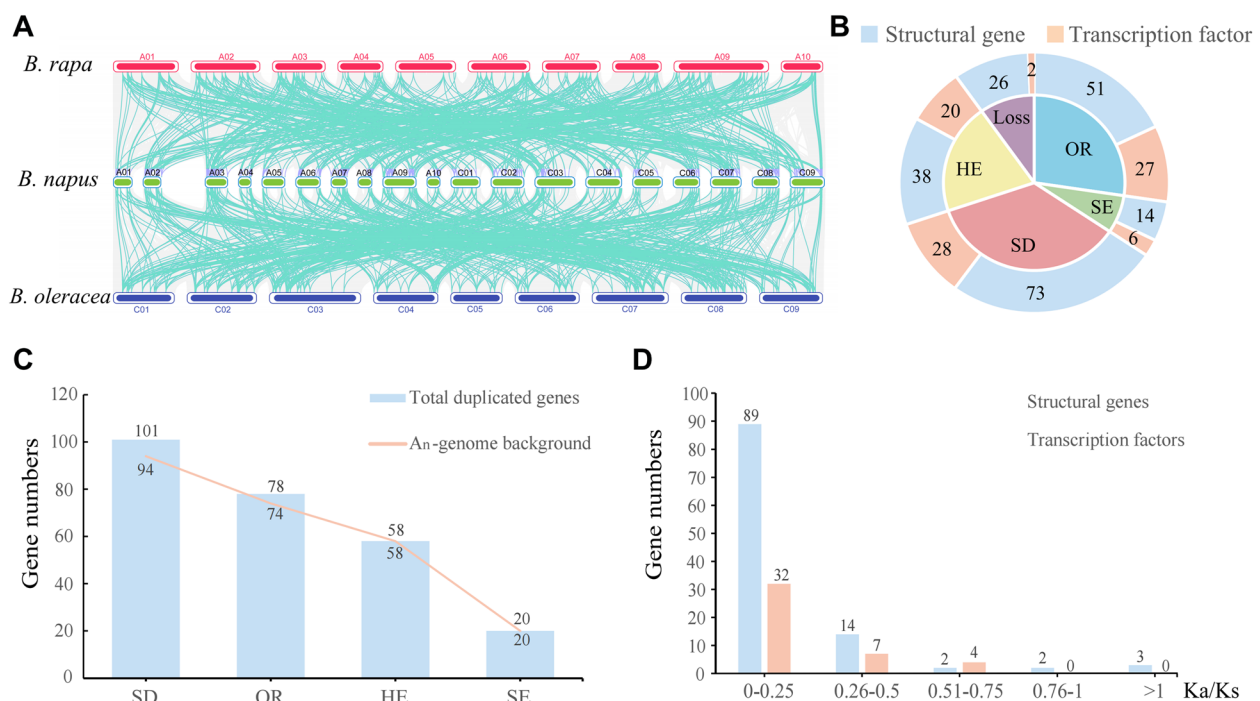 A
B. rapa
A01 A02 A03 A04 A05 A06 A07 A08 A09 A10
B. napus
A01 A02 A03 A04 A05 A06 A07 A08 A09 A10 C01 C02 C03 C04 C05 C06 C07 C08 C09
B. oleracea
C01 C02 C03 C04 C05 C06 C07 C08 C09
B
Structural gene Transcription factor
2
26 51
20 Loss
OR
HE 27
38
SE 14
6
SD
28
73
C
120
100
80
60
40
20
0
Gene numbers
Total duplicated genes
An-genome background
101
94
78
74
58
58
20
20
SD OR HE SE
D
100
90
80
70
60
50
40
30
20
10
0
Gene numbers
Structural genes
Transcription factors
89 32
14 7
2 4
2 0
3 0
0-0.25 0.26-0.5 0.51-0.75 0.76-1 >1 Ka/Ks